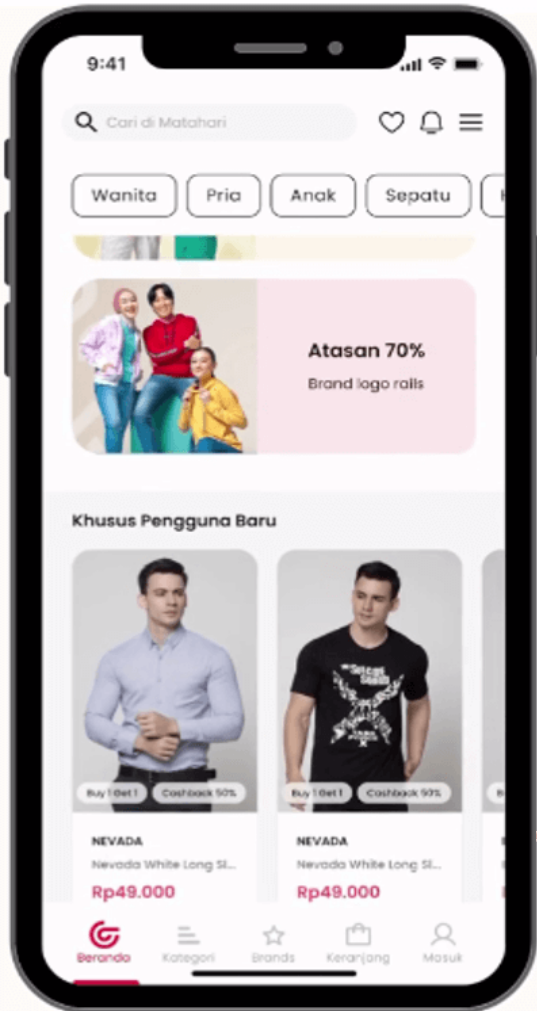 9:41
Cari di Matahari
Wanita
Pria
Anak
Sepatu
Atasan 70%
Brand logo rails
Khusus Pengguna Baru
Buy 1 Get 1
Cashback 50%
Buy 1 Get 1
Cashback 50%
NEVADA
Nevada White Long Sl...
Rp49.000
NEVADA
Nevada White Long Sl...
Rp49.000
Beranda
Kategori
Brands
Keranjang
Masuk